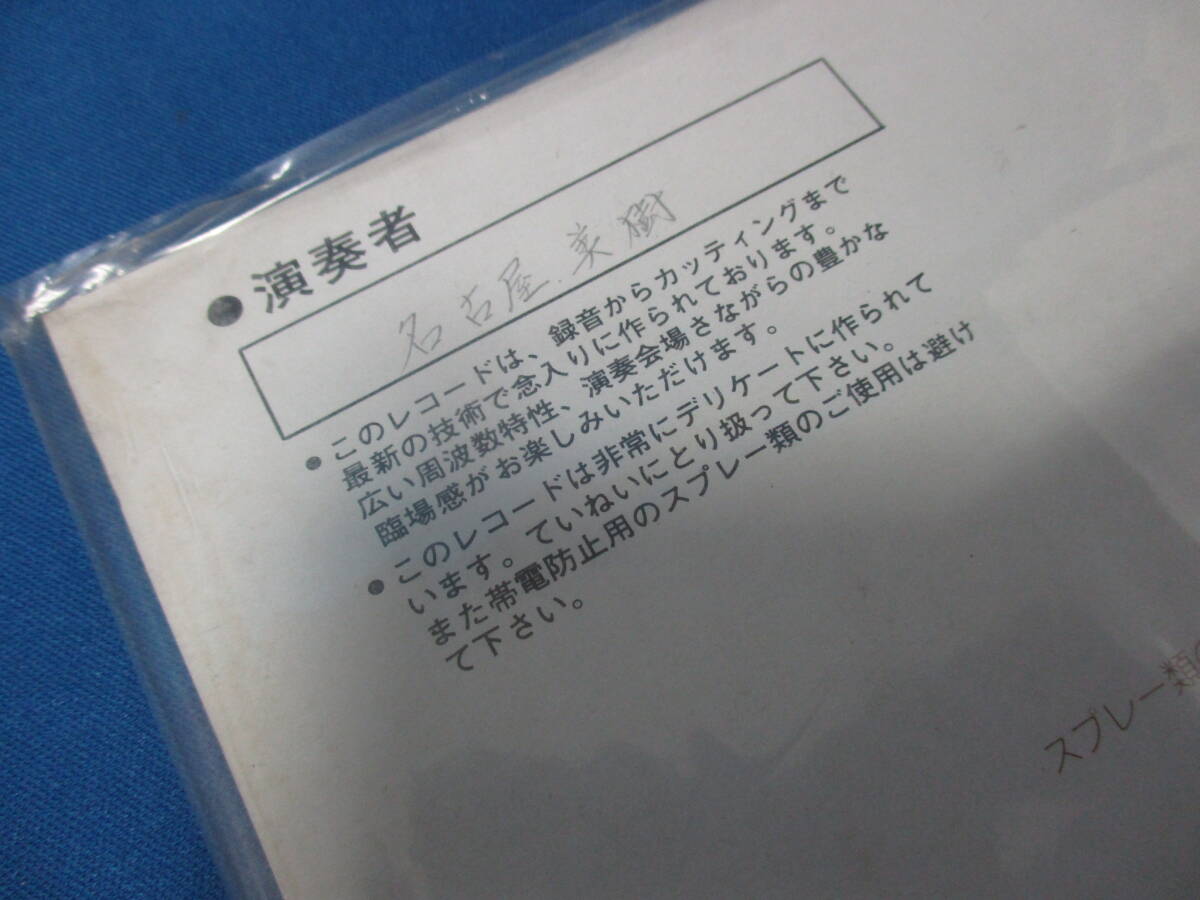 ●演奏者
名古屋 美樹
●このレコードは、録音からカッティングまで
最新の技術で念入りに作られております。
広い周波数特性、演奏会場さながらの豊かな
臨場感がお楽しみいただけます。
●このレコードは非常にデリケートに作られて
います。ていねいにとり扱って下さい。
また帯電防止用のスプレー類のご使用は避け
て下さい。
スプレー類の